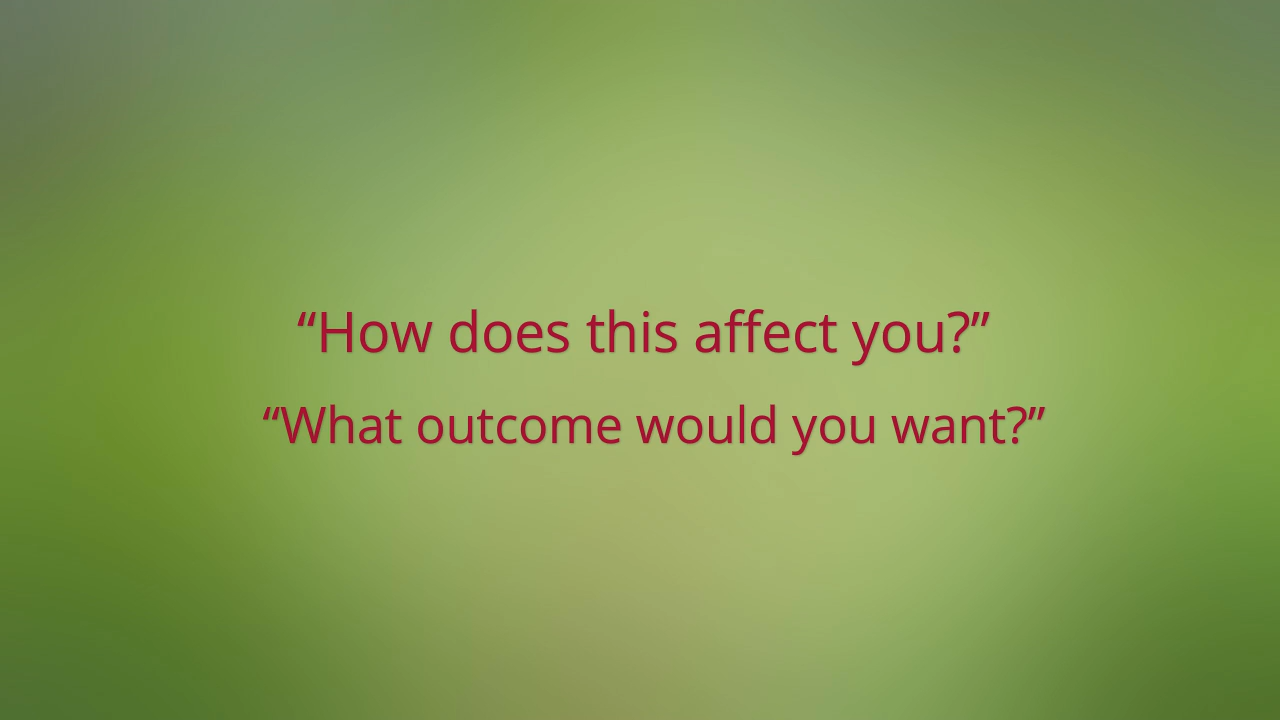 “How does this affect you?”
“What outcome would you want?”